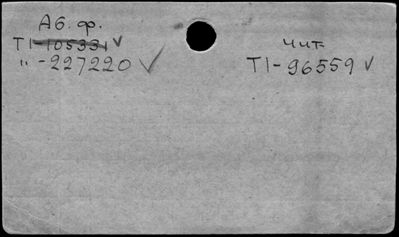 Аб. ф.
Т1-105331 ✓
" -227220 ✓
чит.
Т1-96559 ✓